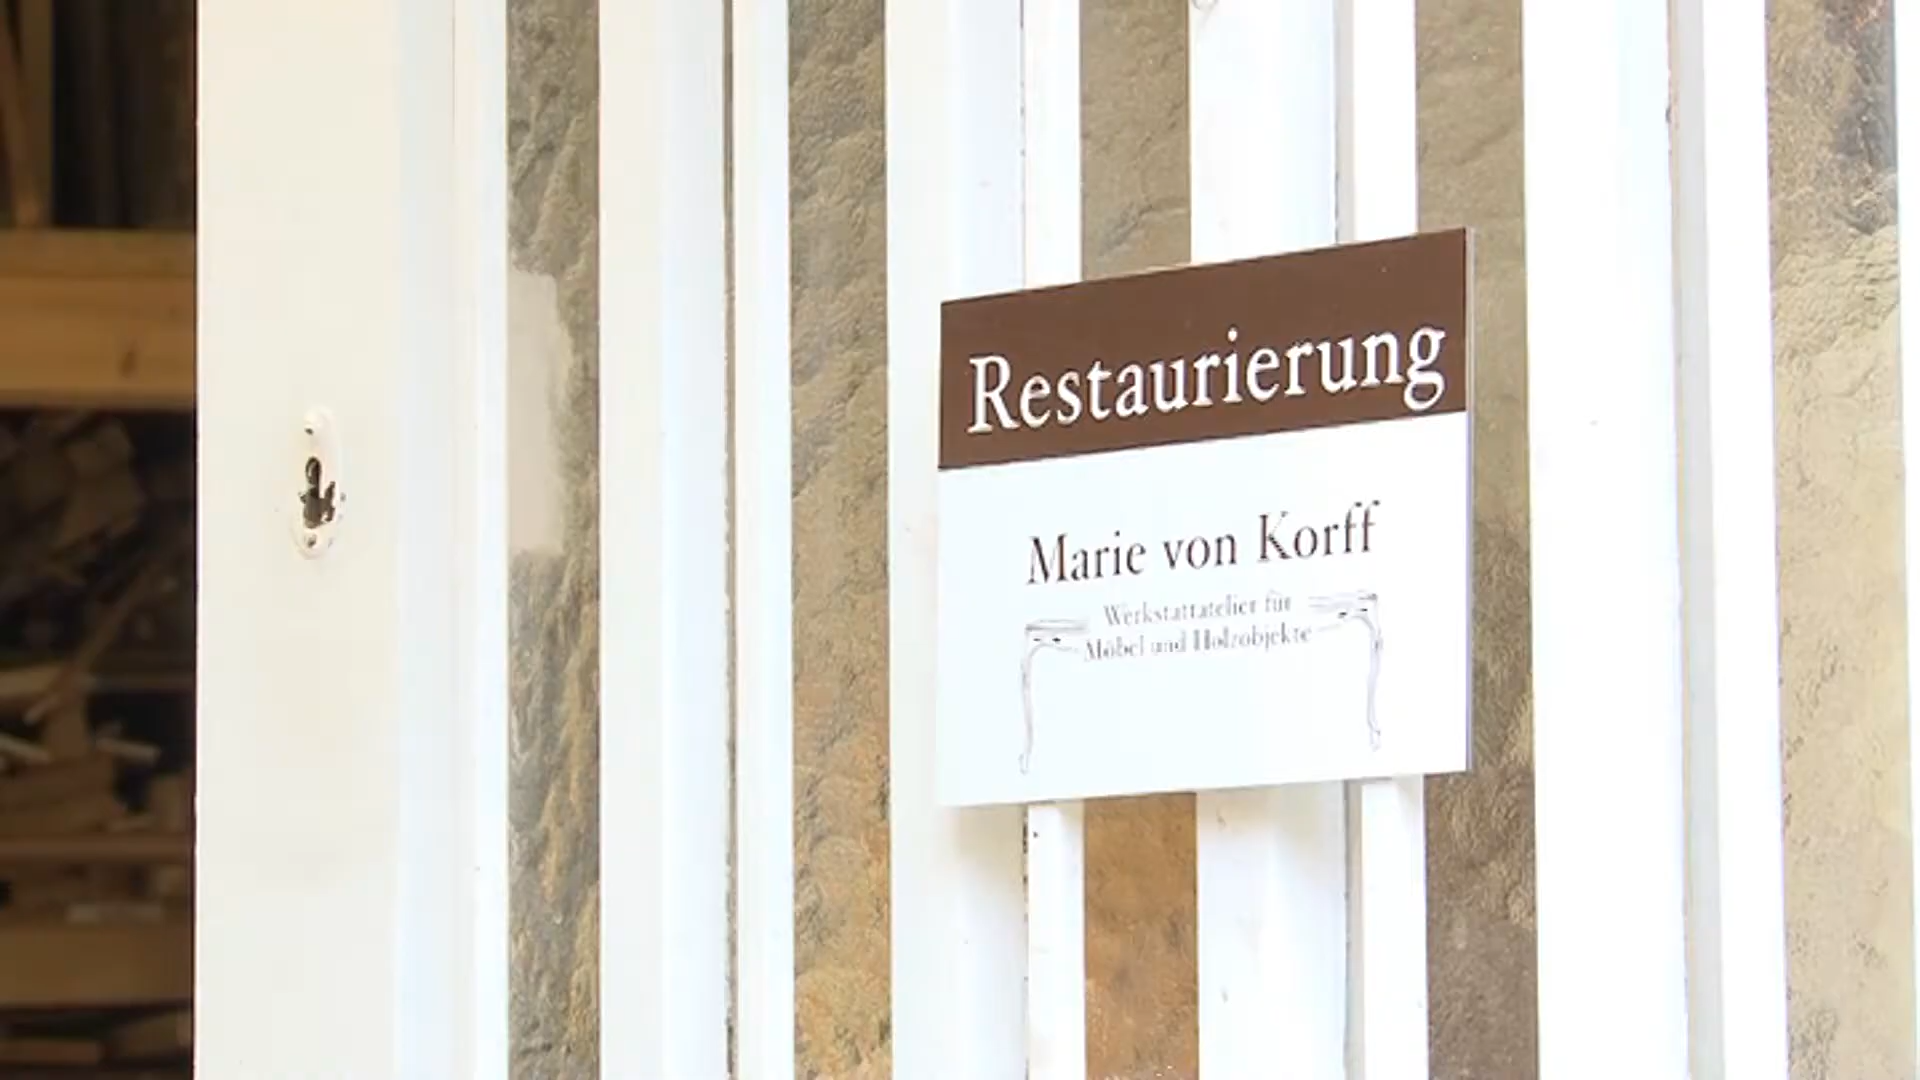 Restaurierung
Marie von Korff
Werkstattatelier für
Möbel und Holzobjekte